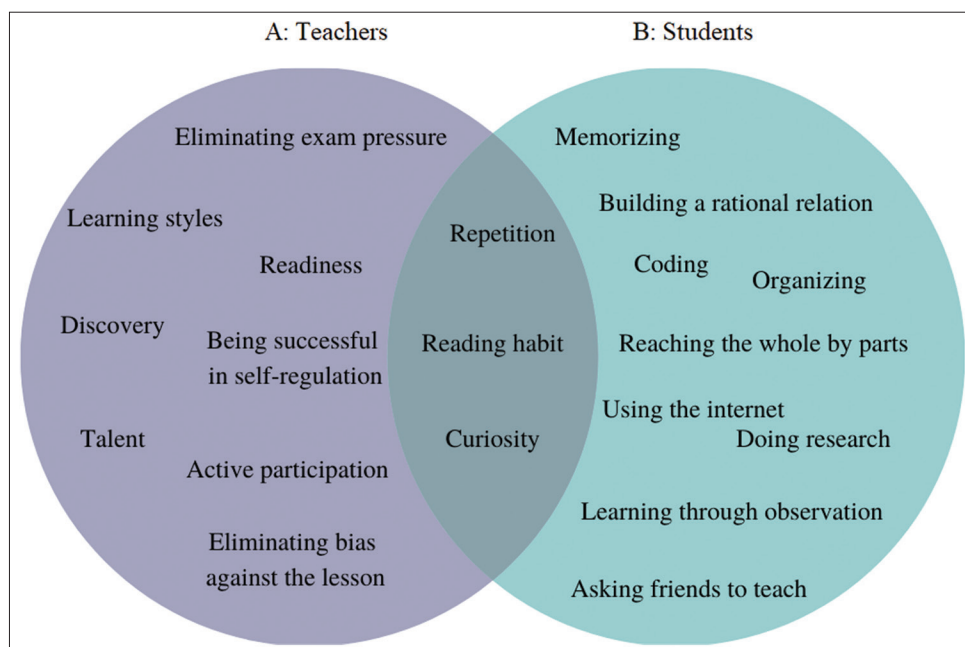 A: Teachers
B: Students
Eliminating exam pressure
Learning styles
Readiness
Discovery
Being successful
in self-regulation
Talent
Active participation
Eliminating bias
against the lesson
Repetition
Reading habit
Curiosity
Memorizing
Building a rational relation
Coding
Organizing
Reaching the whole by parts
Using the internet
Doing research
Learning through observation
Asking friends to teach